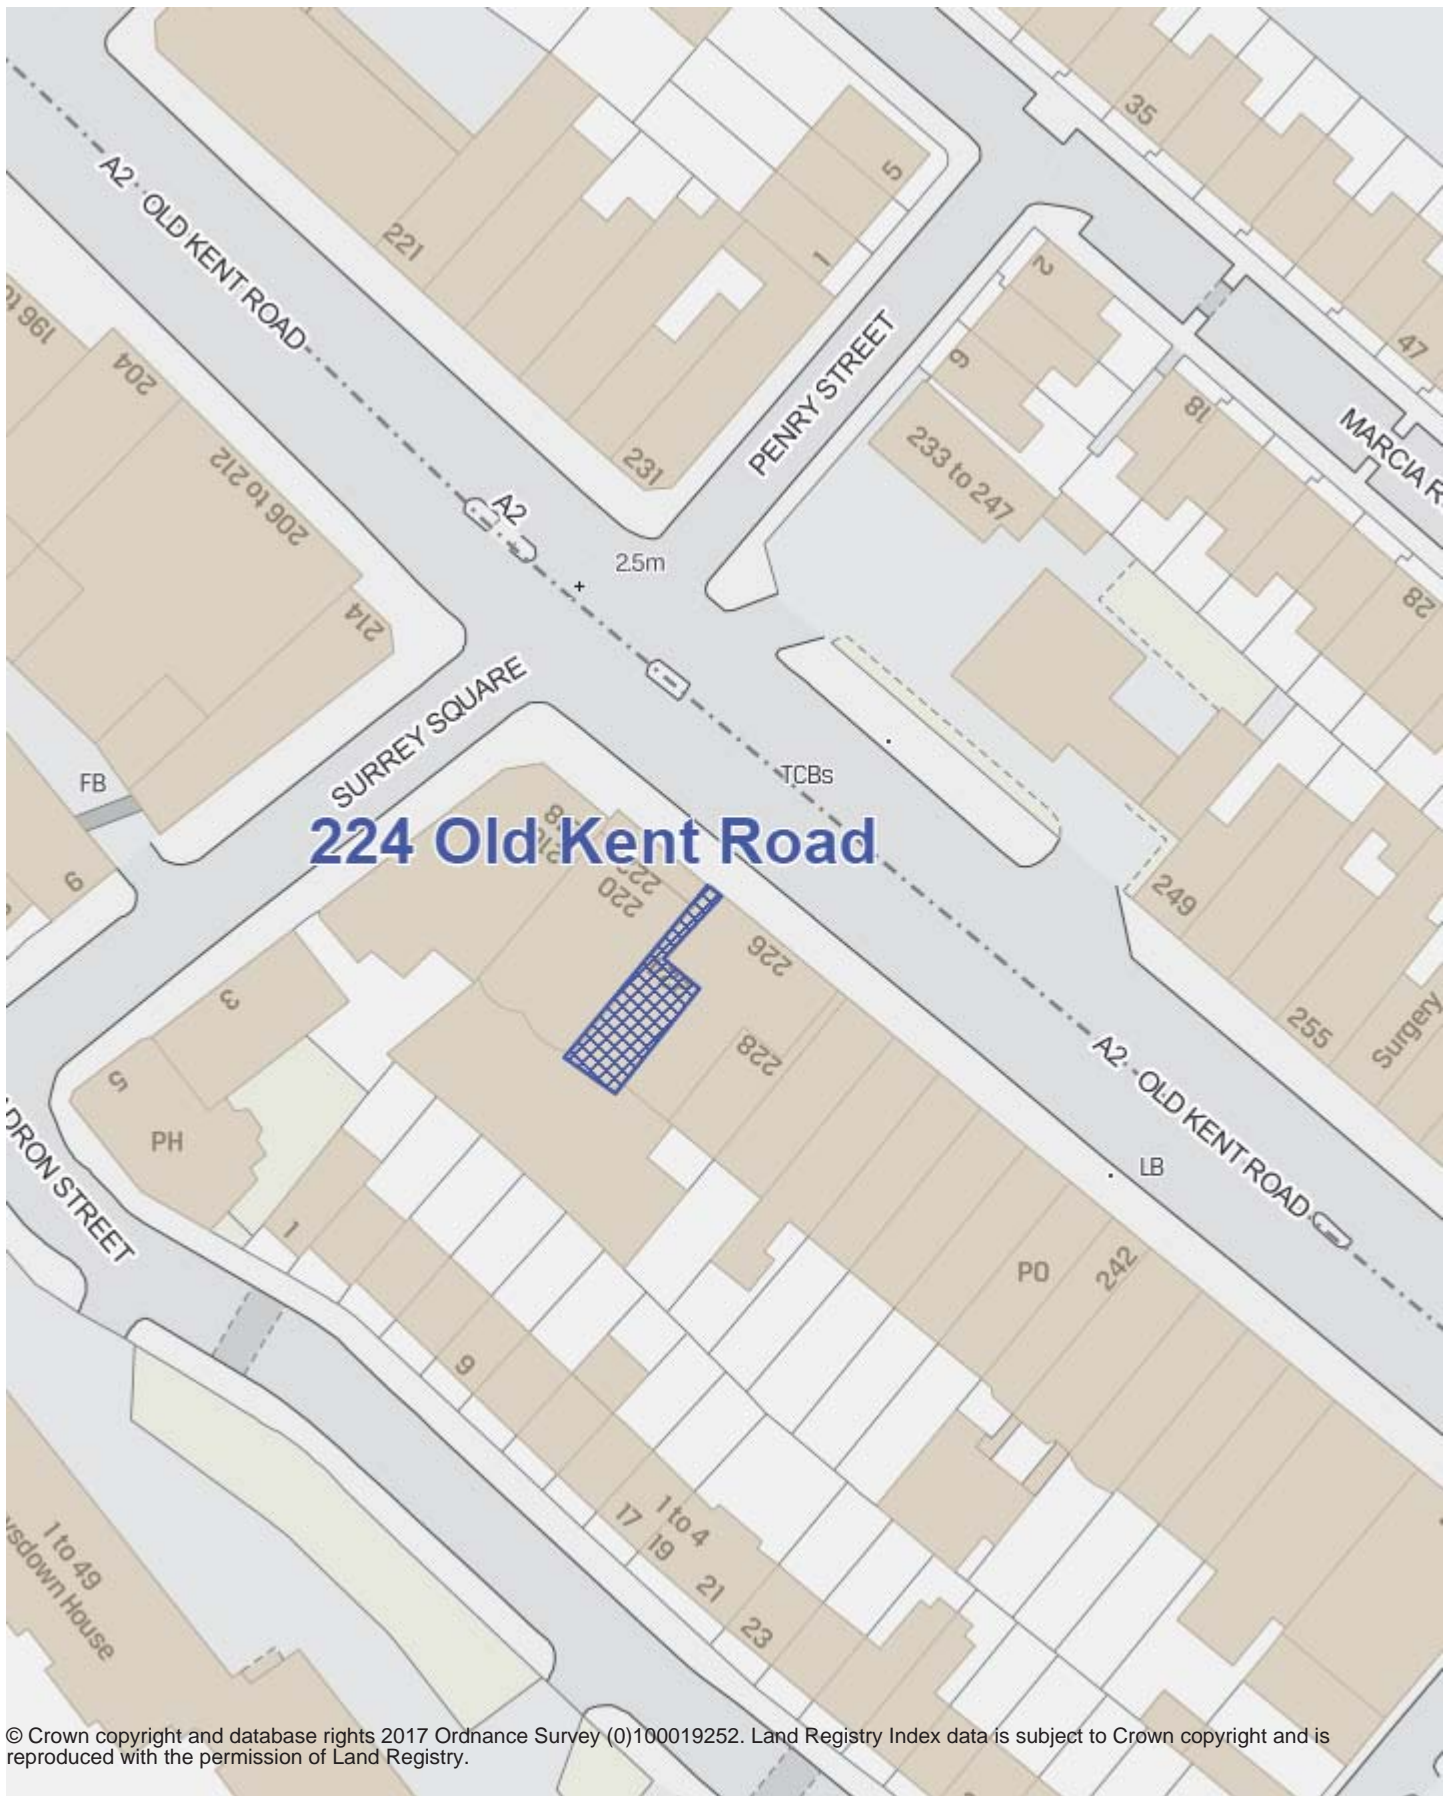 35
5
A2
OLD KENT ROAD
221
1
2
196 to
47
204
9
18
PENRY STREET
MARCIA R
231
233 to 247
206 to 212
A2
2.5m
28
214
SURREY SQUARE
TCBs
FB
218
224 Old Kent Road
222
220
9
249
226
3
255
Surgery
228
A2
OLD KENT ROAD
5
PH
DRON STREET
LB
1
PO
242
9
1 to 4
17
19
1 to 49
wsdown House
21
23
© Crown copyright and database rights 2017 Ordnance Survey (0)100019252. Land Registry Index data is subject to Crown copyright and is
reproduced with the permission of Land Registry.